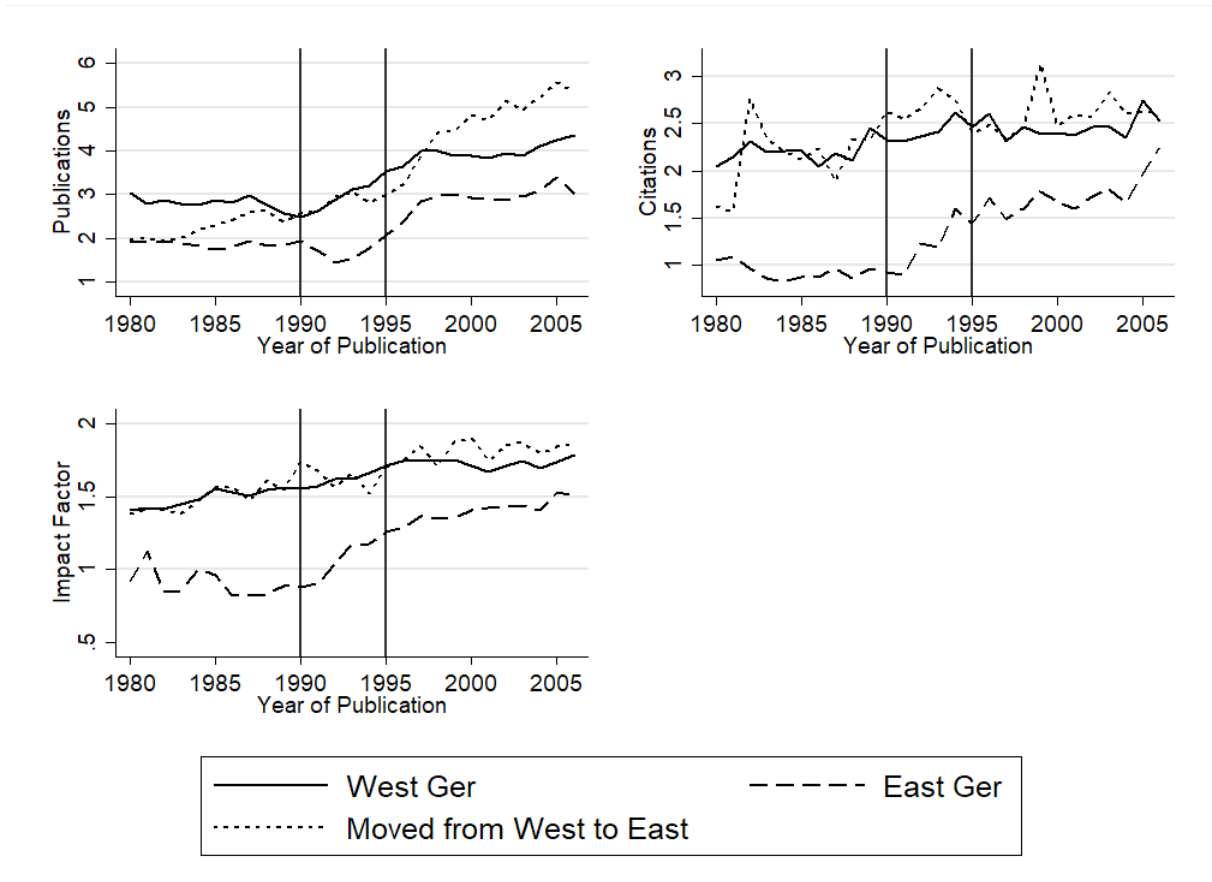 Publications
6
5
4
3
2
1
1980 1985 1990 1995 2000 2005
Year of Publication
Citations
3
2.5
2
1.5
1
1980 1985 1990 1995 2000 2005
Year of Publication
Impact Factor
2
1.5
1
.5
1980 1985 1990 1995 2000 2005
Year of Publication
West Ger
East Ger
Moved from West to East